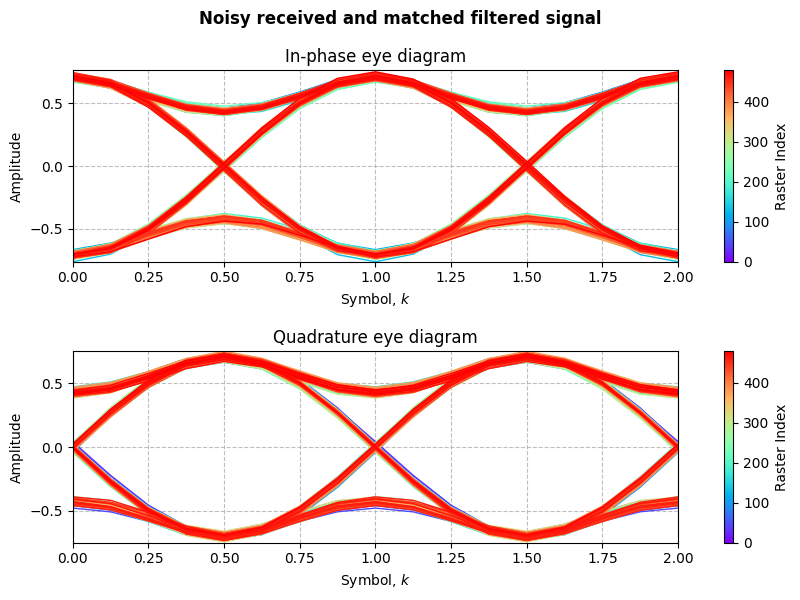 Noisy received and matched filtered signal
In-phase eye diagram
Amplitude
0.5
0.0
−0.5
0.00 0.25 0.50 0.75 1.00 1.25 1.50 1.75 2.00
Symbol, k
400
300
200
100
0
Raster Index
Quadrature eye diagram
Amplitude
0.5
0.0
−0.5
0.00 0.25 0.50 0.75 1.00 1.25 1.50 1.75 2.00
Symbol, k
400
300
200
100
0
Raster Index